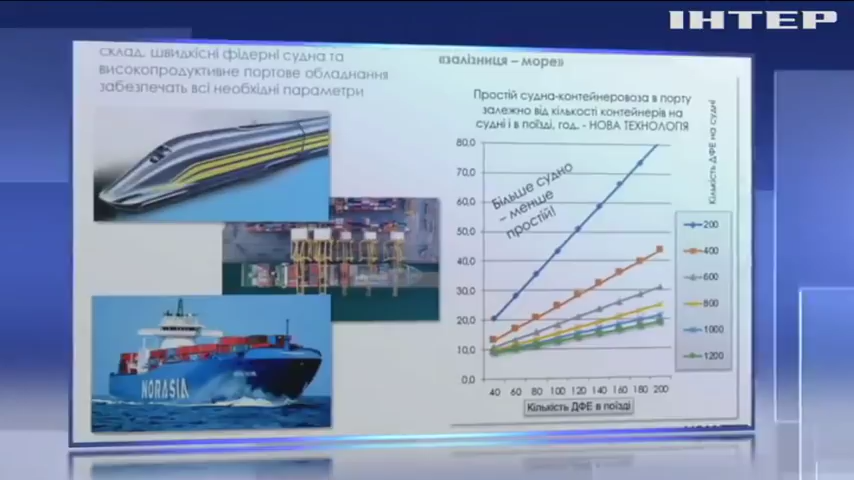 ІНТЕР
склад, швидкісні фідерні судна та
високопродуктивне портове обладнання
забезпечать всі необхідні параметри
«залізниця – море»
Простій судна-контейнеровоза в порту
залежно від кількості контейнерів на
судні і в поїзді, год. - НОВА ТЕХНОЛОГІЯ
80,0
70,0
60,0
50,0
40,0
30,0
20,0
10,0
0,0
Більше судно
– менше
простій!
40 60 80 100 120 140 160 180 200
Кількість ДФЕ в поїзді
Кількість ДФЕ на судні
200
400
600
800
1000
1200
NORASIA